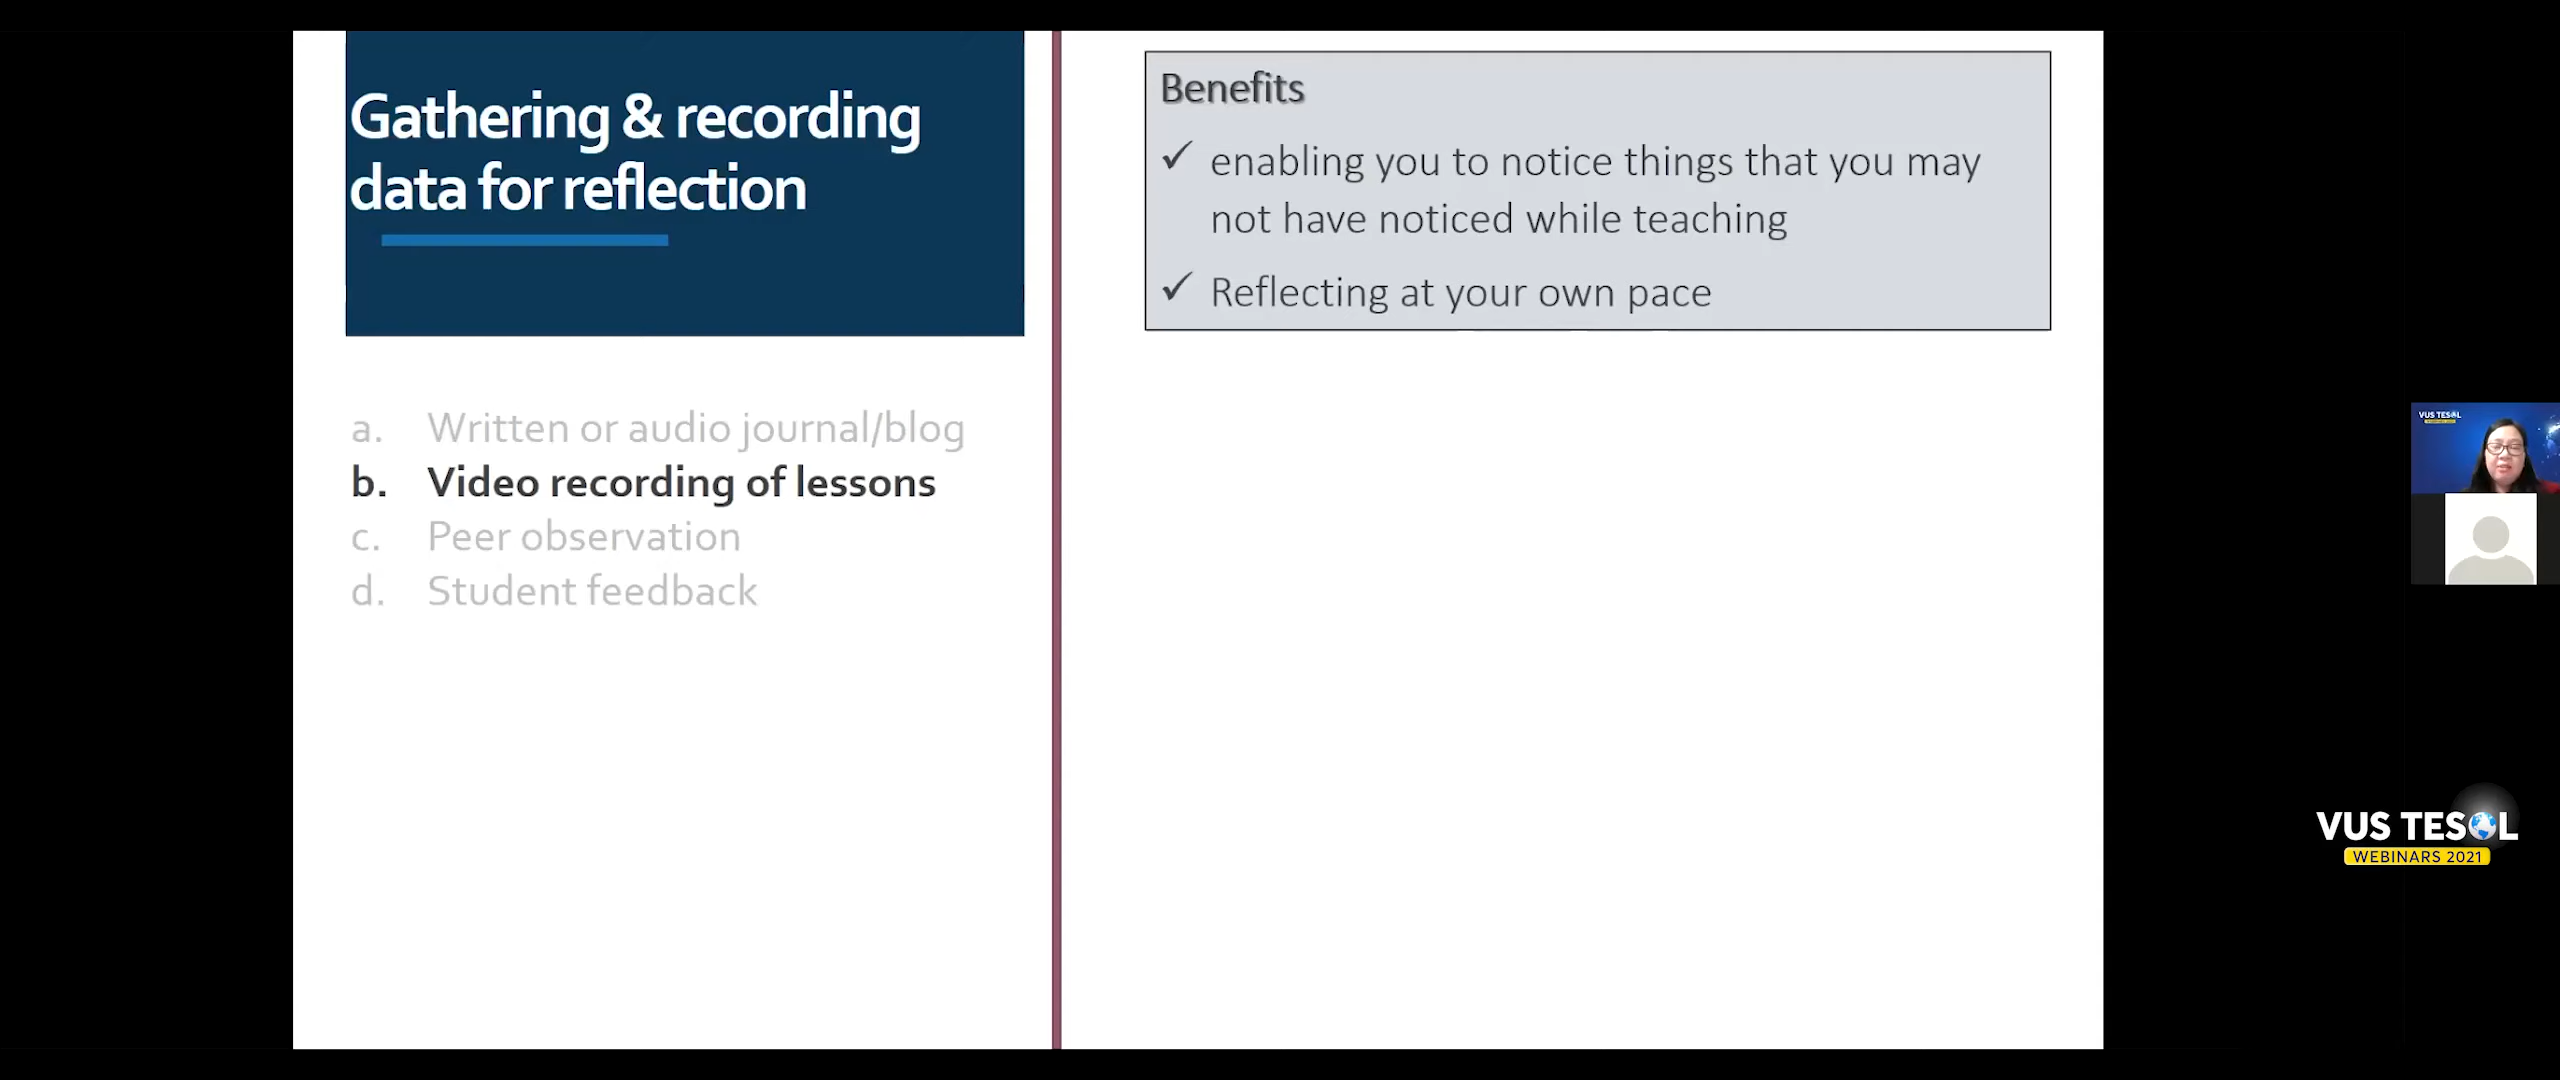 Gathering & recording
data for reflection
a. Written or audio journal/blog
b. Video recording of lessons
c. Peer observation
d. Student feedback
Benefits
✓ enabling you to notice things that you may
not have noticed while teaching
✓ Reflecting at your own pace
VUS TESOL
VUS TESOL
WEBINARS 2021